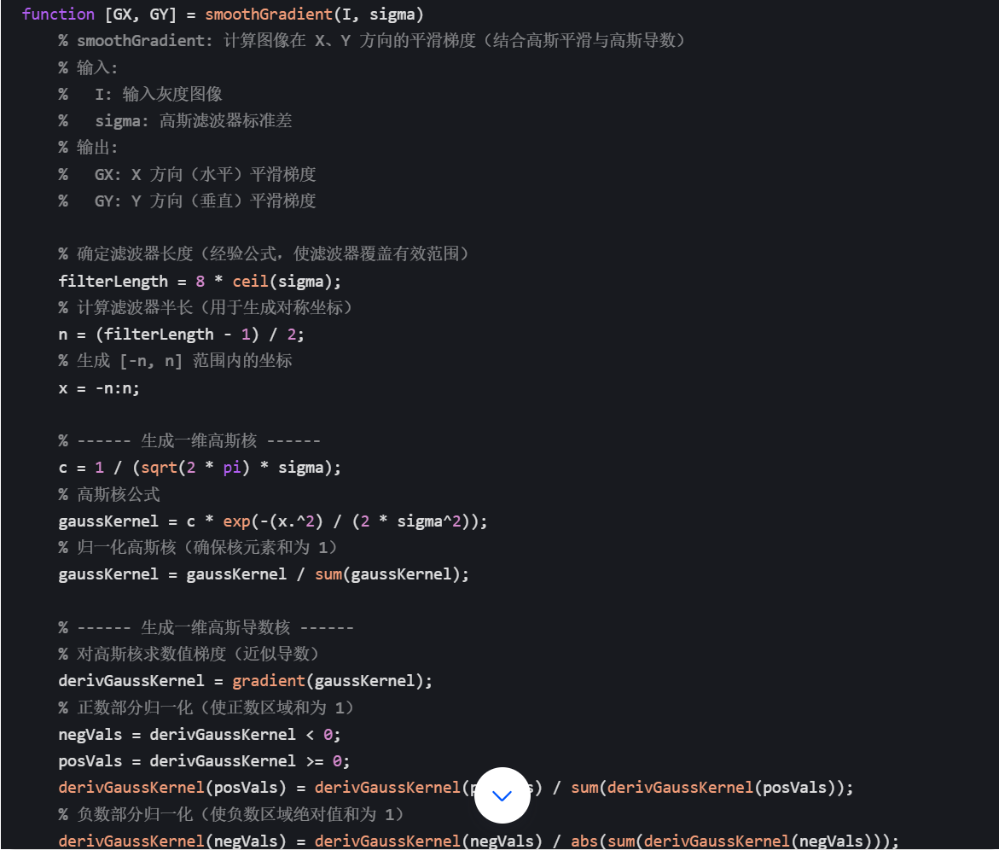 function [GX, GY] = smoothGradient(I, sigma)
    % smoothGradient: 计算图像在 X、Y 方向的平滑梯度（结合高斯平滑与高斯导数）
    % 输入:
    %   I: 输入灰度图像
    %   sigma: 高斯滤波器标准差
    % 输出:
    %   GX: X 方向（水平）平滑梯度
    %   GY: Y 方向（垂直）平滑梯度

    % 确定滤波器长度（经验公式，使滤波器覆盖有效范围）
    filterLength = 8 * ceil(sigma);
    % 计算滤波器半长（用于生成对称坐标）
    n = (filterLength - 1) / 2;
    % 生成 [-n, n] 范围内的坐标
    x = -n:n;

    % ------ 生成一维高斯核 ------
    c = 1 / (sqrt(2 * pi) * sigma);
    % 高斯核公式
    gaussKernel = c * exp(-(x.^2) / (2 * sigma^2));
    % 归一化高斯核（确保核元素和为 1）
    gaussKernel = gaussKernel / sum(gaussKernel);

    % ------ 生成一维高斯导数核 ------
    % 对高斯核求数值梯度（近似导数）
    derivGaussKernel = gradient(gaussKernel);
    % 正数部分归一化（使正数区域和为 1）
    negVals = derivGaussKernel < 0;
    posVals = derivGaussKernel >= 0;
    derivGaussKernel(posVals) = derivGaussKernel( ) / sum(derivGaussKernel(posVals));
    % 负数部分归一化（使负数区域绝对值和为 1）
    derivGaussKernel(negVals) = derivGaussKernel(negVals) / abs(sum(derivGaussKernel(negVals)));